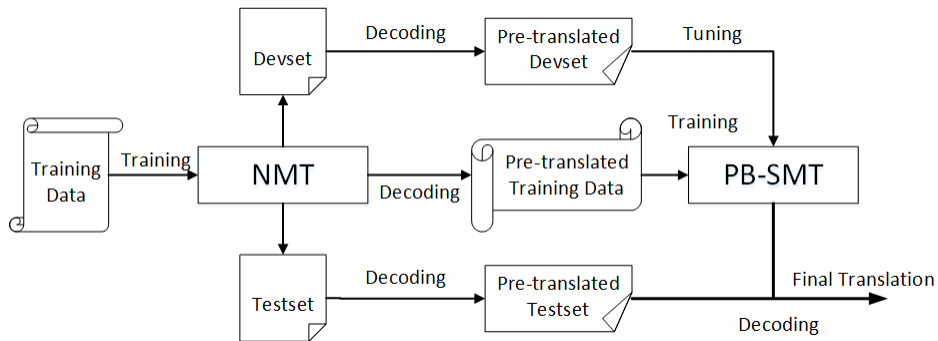 Devset
Decoding
Pre-translated
Devset
Tuning
Training
Data
Training
NMT
Decoding
Pre-translated
Training Data
Training
PB-SMT
Testset
Decoding
Pre-translated
Testset
Final Translation
Decoding